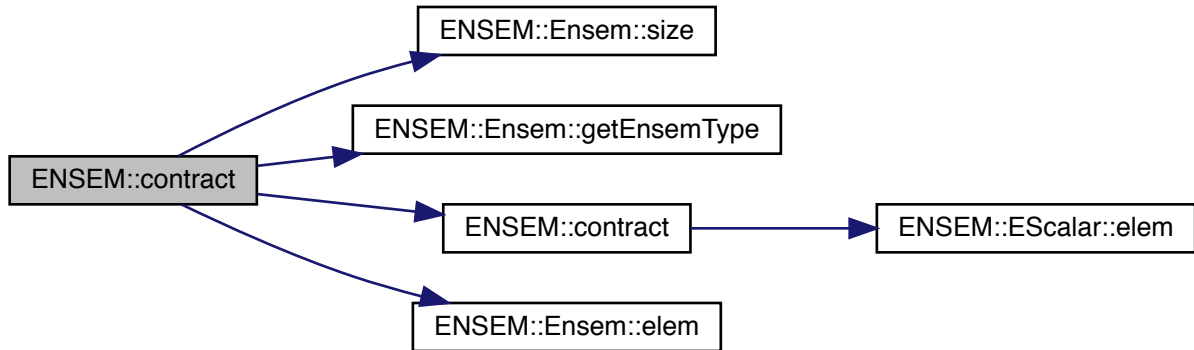 ENSEM::Ensem::size
ENSEM::Ensem::getEnsemType
ENSEM::contract
ENSEM::contract
ENSEM::EScalar::elem
ENSEM::Ensem::elem